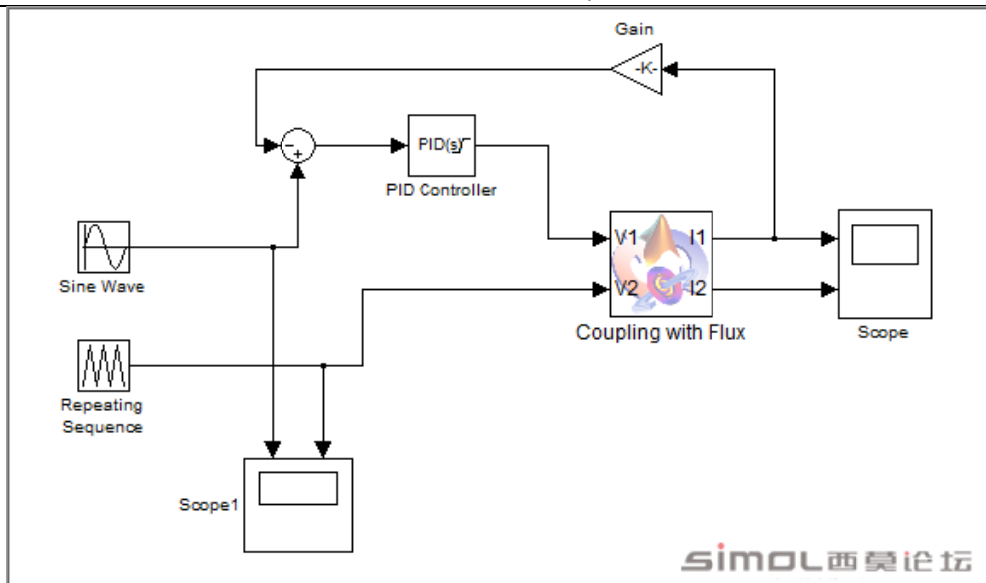 Gain
-K-
PID(s)
PID Controller
Sine Wave
V1
I1
V2
I2
Coupling with Flux
Scope
Repeating
Sequence
Scope1
simol西莫论坛